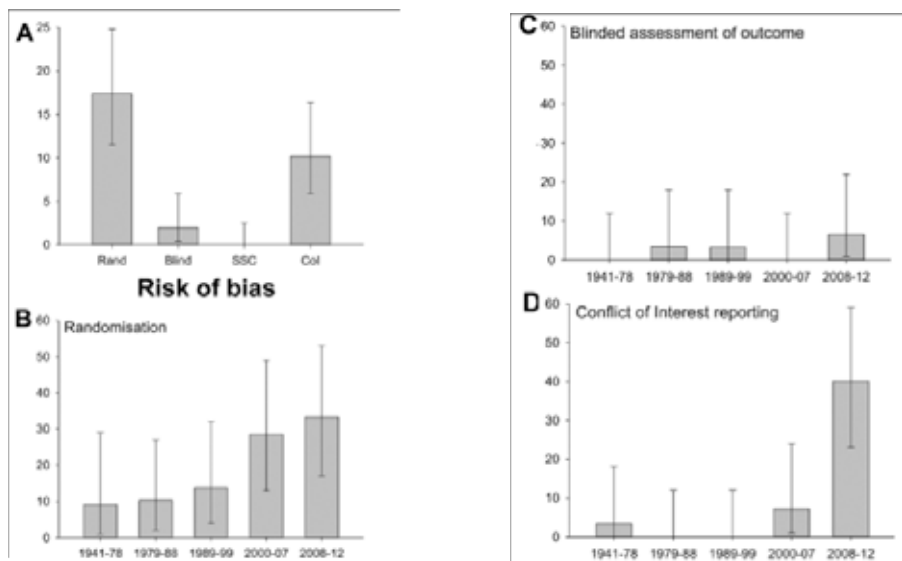 A
25
20
15
10
5
0
Rand Blind SSC CoI
Risk of bias
B
Randomisation
60
50
40
30
20
10
0
1941-78 1979-88 1989-99 2000-07 2008-12
C
Blinded assessment of outcome
60
50
40
30
20
10
0
1941-78 1979-88 1989-99 2000-07 2008-12
D
Conflict of Interest reporting
60
50
40
30
20
10
0
1941-78 1979-88 1989-99 2000-07 2008-12